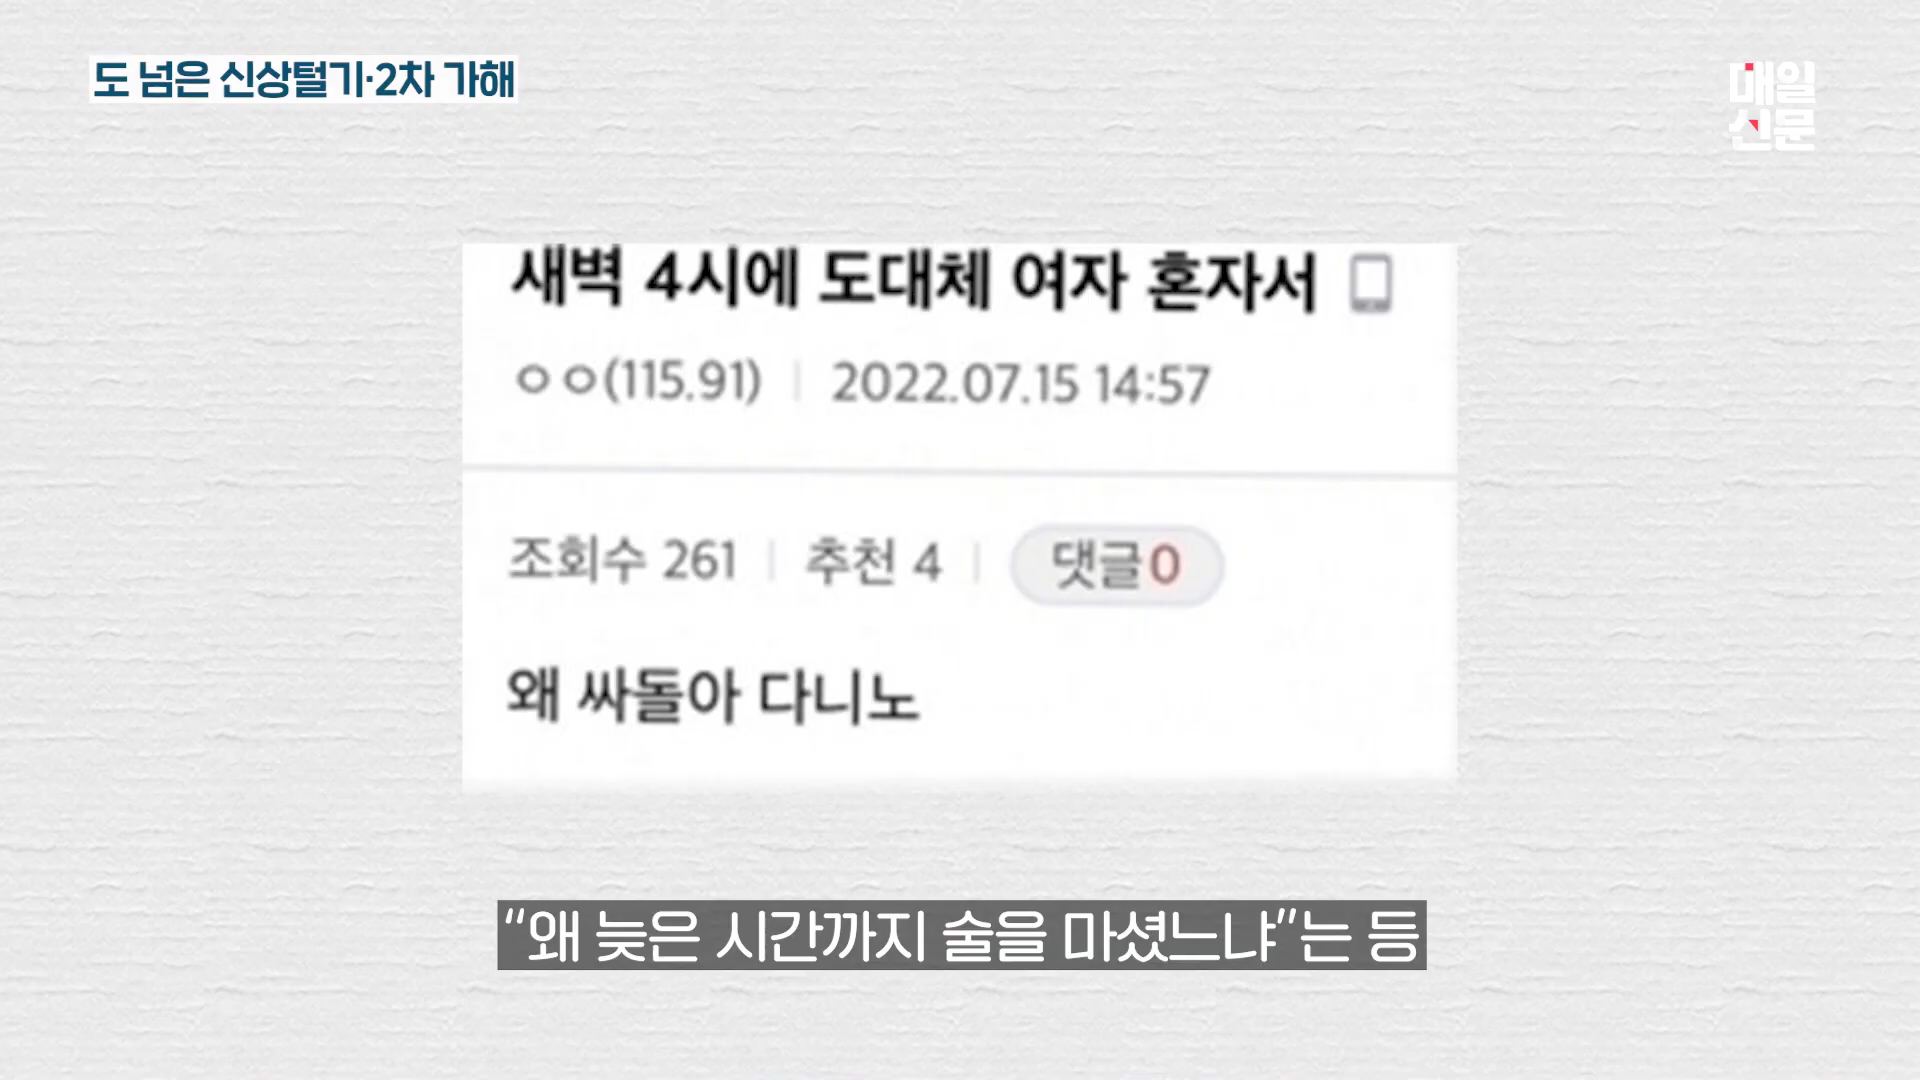 도 넘은 신상털기·2차 가해
매일
신문
새벽 4시에 도대체 여자 혼자서
ㅇㅇ(115.91) | 2022.07.15 14:57
조회수 261 | 추천 4 | 댓글 0
왜 싸돌아 다니노
“왜 늦은 시간까지 술을 마셨느냐”는 등